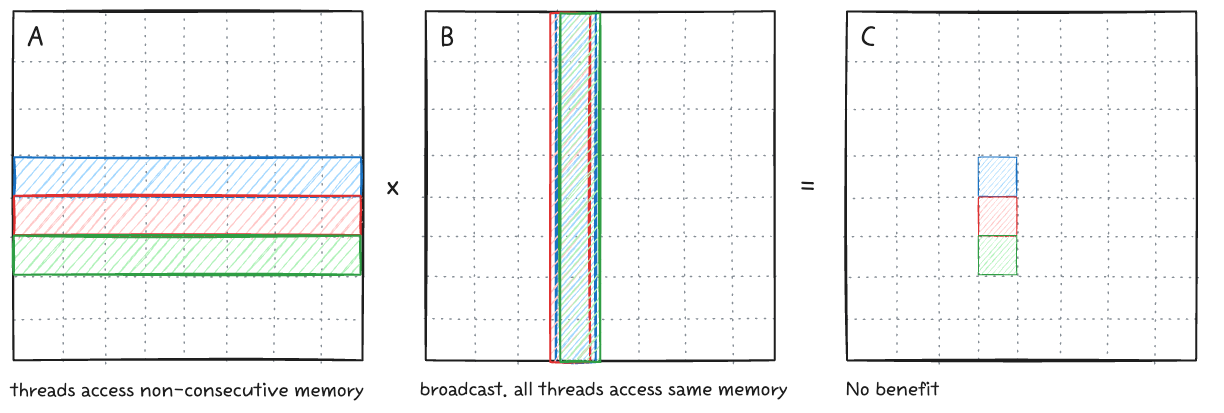 A
B
C
x
=
threads access non-consecutive memory
broadcast. all threads access same memory
No benefit